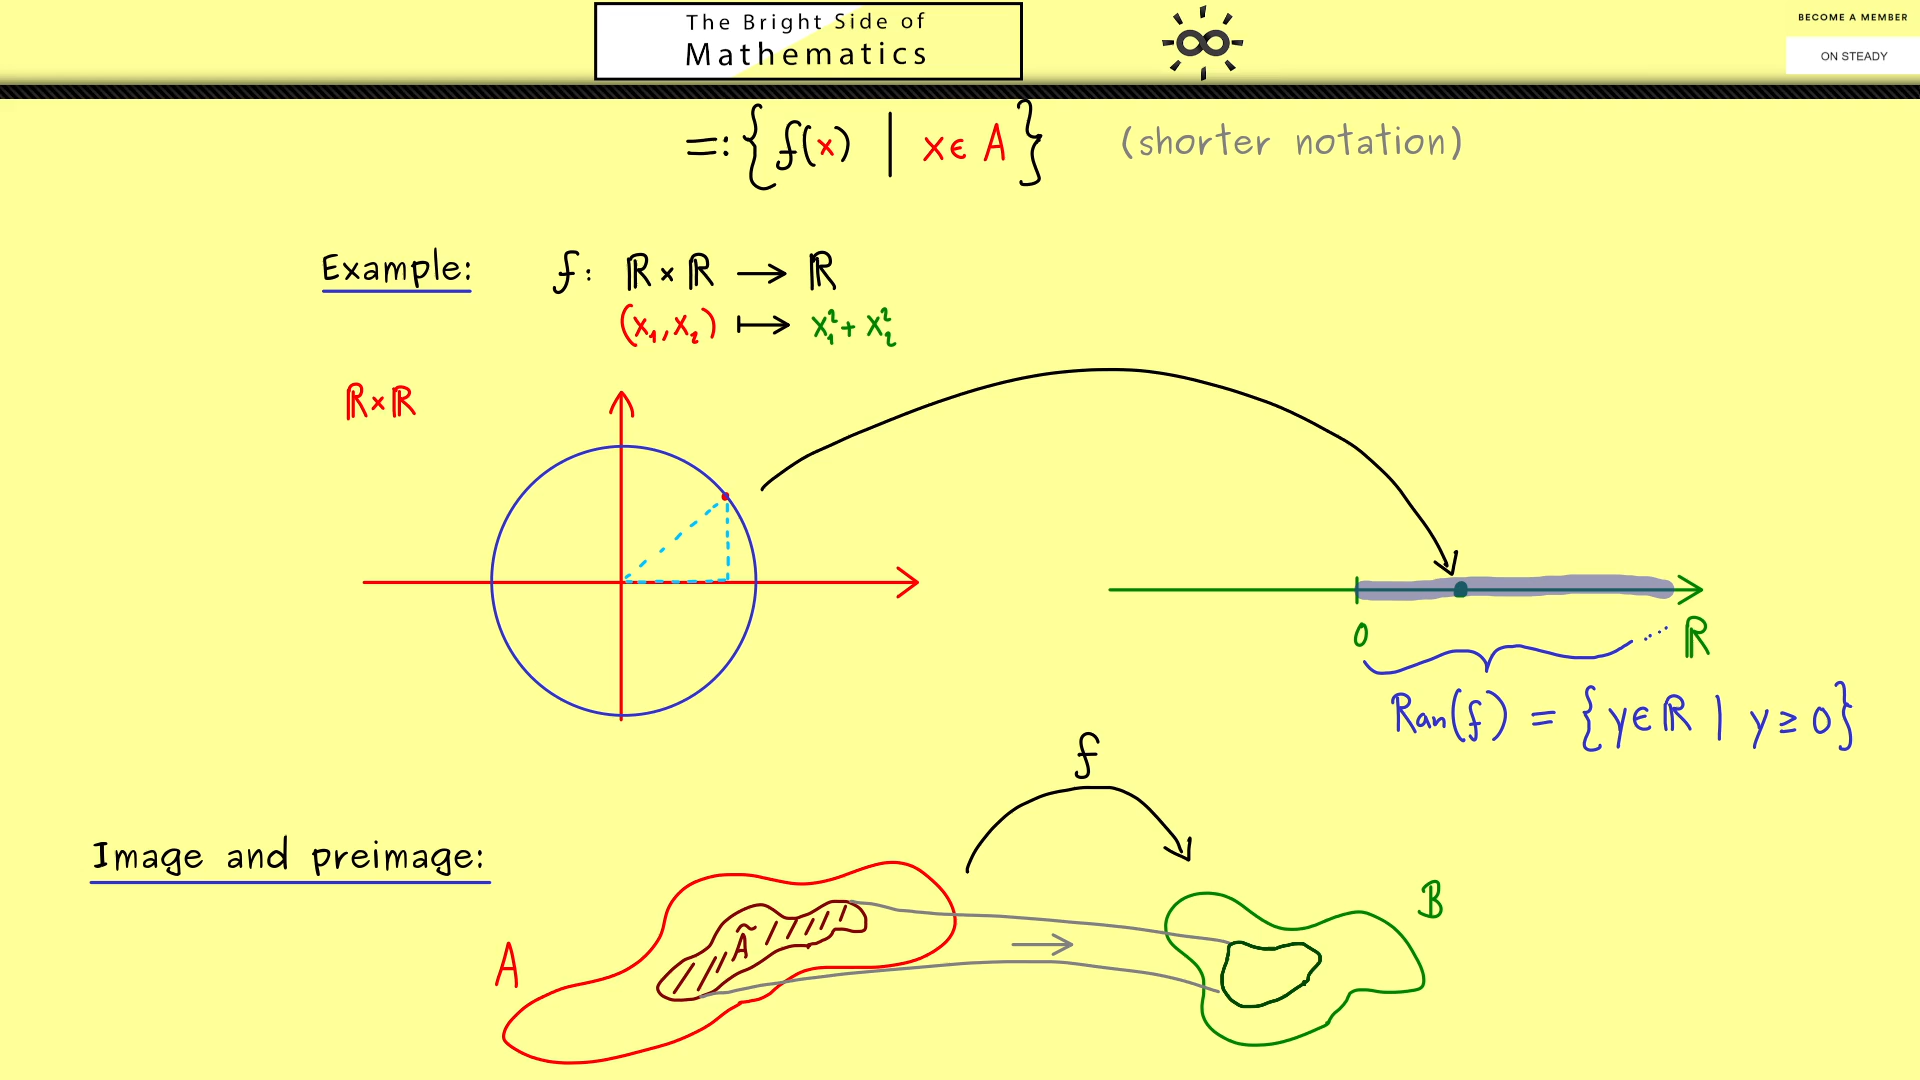 The Bright Side of
Mathematics
BECOME A MEMBER
ON STEADY
=: { f(x) | x ∈ A } (shorter notation)
Example: f: ℝ × ℝ → ℝ
(x₁, x₂) ↦ x₁² + x₂²
ℝ × ℝ
0 ℝ
Ran(f) = { y ∈ ℝ | y ≥ 0 }
f
Image and preimage:
A Ã B